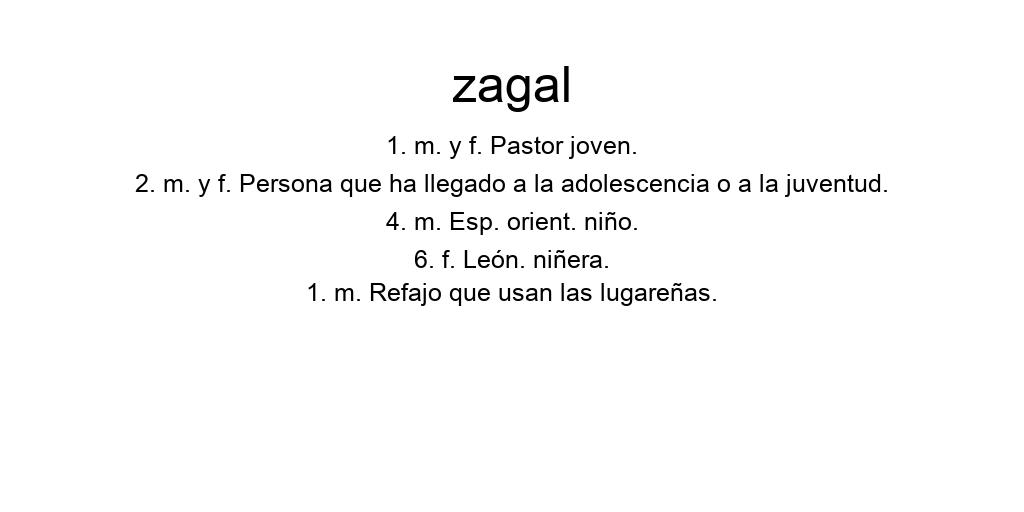 zagal
1. m. y f. Pastor joven.
2. m. y f. Persona que ha llegado a la adolescencia o a la juventud.
4. m. Esp. orient. niño.
6. f. León. niñera.
1. m. Refajo que usan las lugareñas.